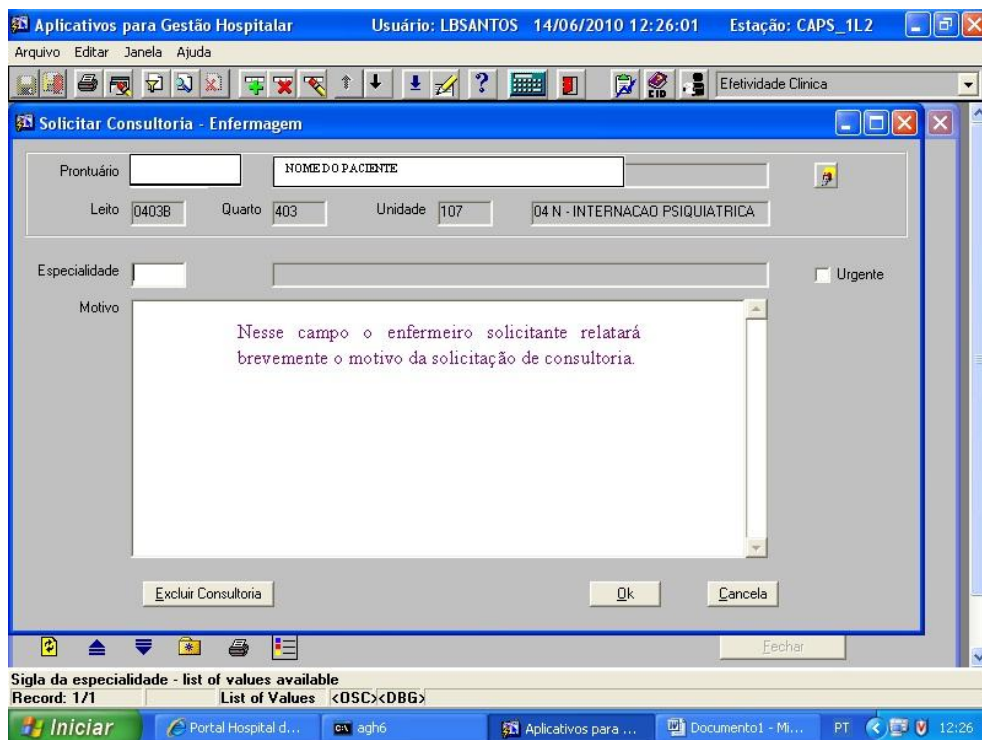 Aplicativos para Gestão Hospitalar Usuário: LBSANTOS 14/06/2010 12:26:01 Estação: CAPS_1L2
Arquivo Editar Janela Ajuda
CID Efetividade Clinica
Solicitar Consultoria - Enfermagem
Prontuário NOME DO PACIENTE
Leito 0403B Quarto 403 Unidade 107 04 N - INTERNACAO PSIQUIATRICA
Especialidade Urgente
Motivo
Nesse campo o enfermeiro solicitante relatará
brevemente o motivo da solicitação de consultoria.
Excluir Consultoria Ok Cancela
Fechar
Sigla da especialidade - list of values available
Record: 1/1 List of Values <OSC><DBG>
Iniciar Portal Hospital d... agh6 Aplicativos para ... Documento1 - Mi... PT 12:26